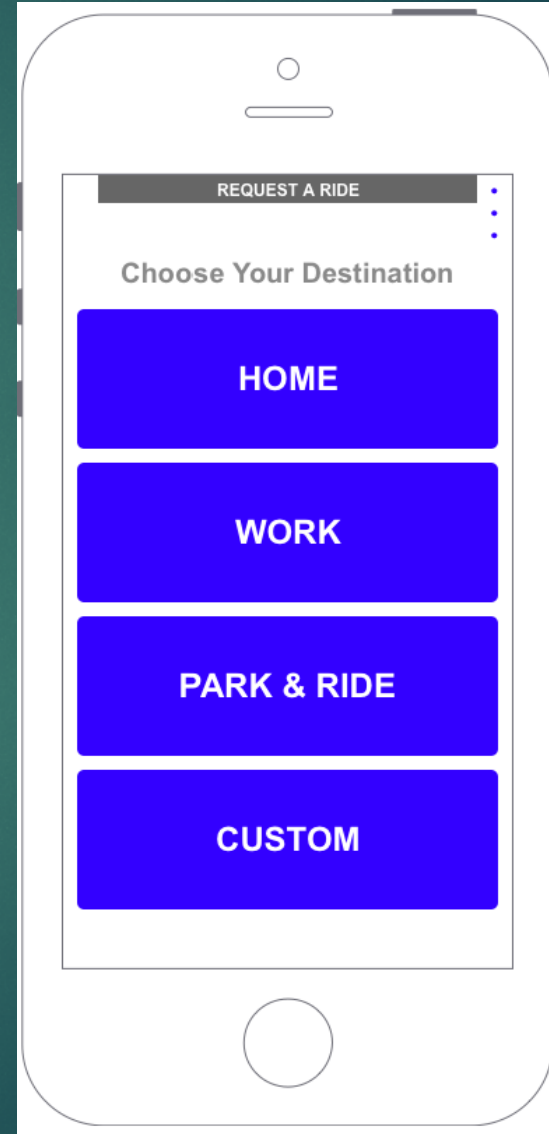 REQUEST A RIDE
Choose Your Destination
HOME
WORK
PARK & RIDE
CUSTOM